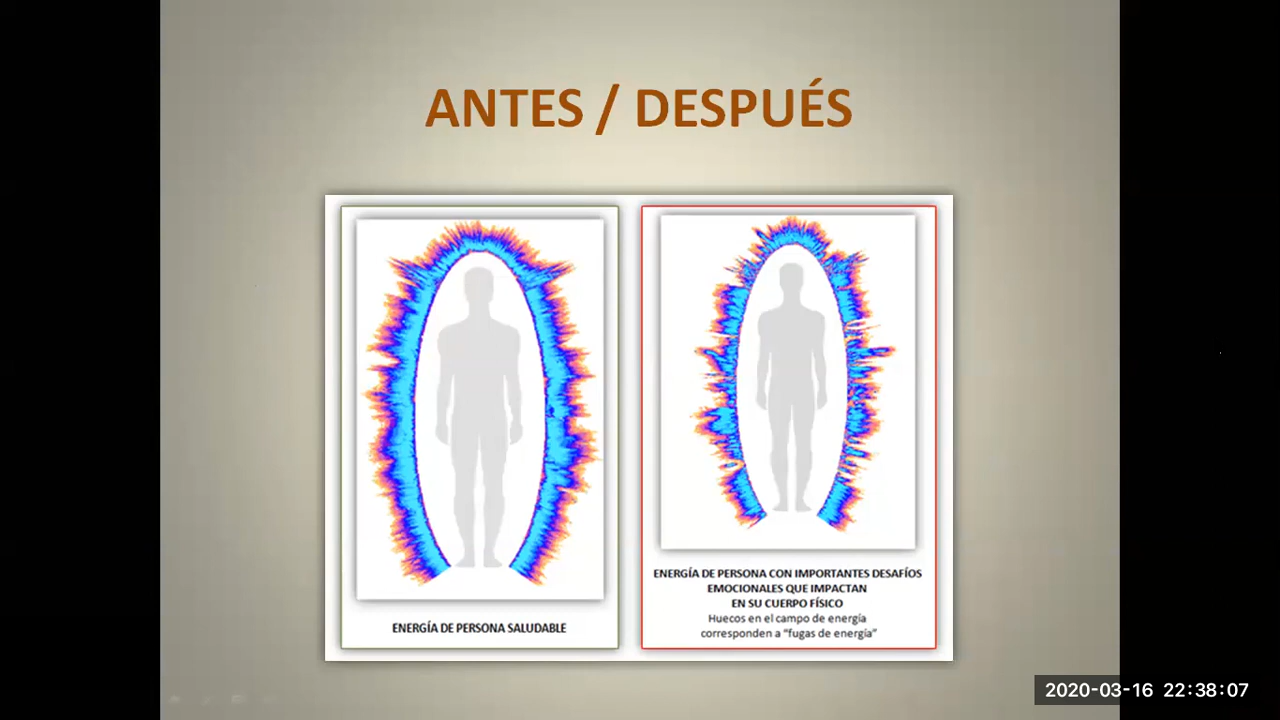 ANTES / DESPUÉS
ENERGÍA DE PERSONA SALUDABLE
ENERGÍA DE PERSONA CON IMPORTANTES DESAFÍOS
EMOCIONALES QUE IMPACTAN
EN SU CUERPO FÍSICO
Huecos en el campo de energía
corresponden a “fugas de energía”
2020-03-16 22:38:07